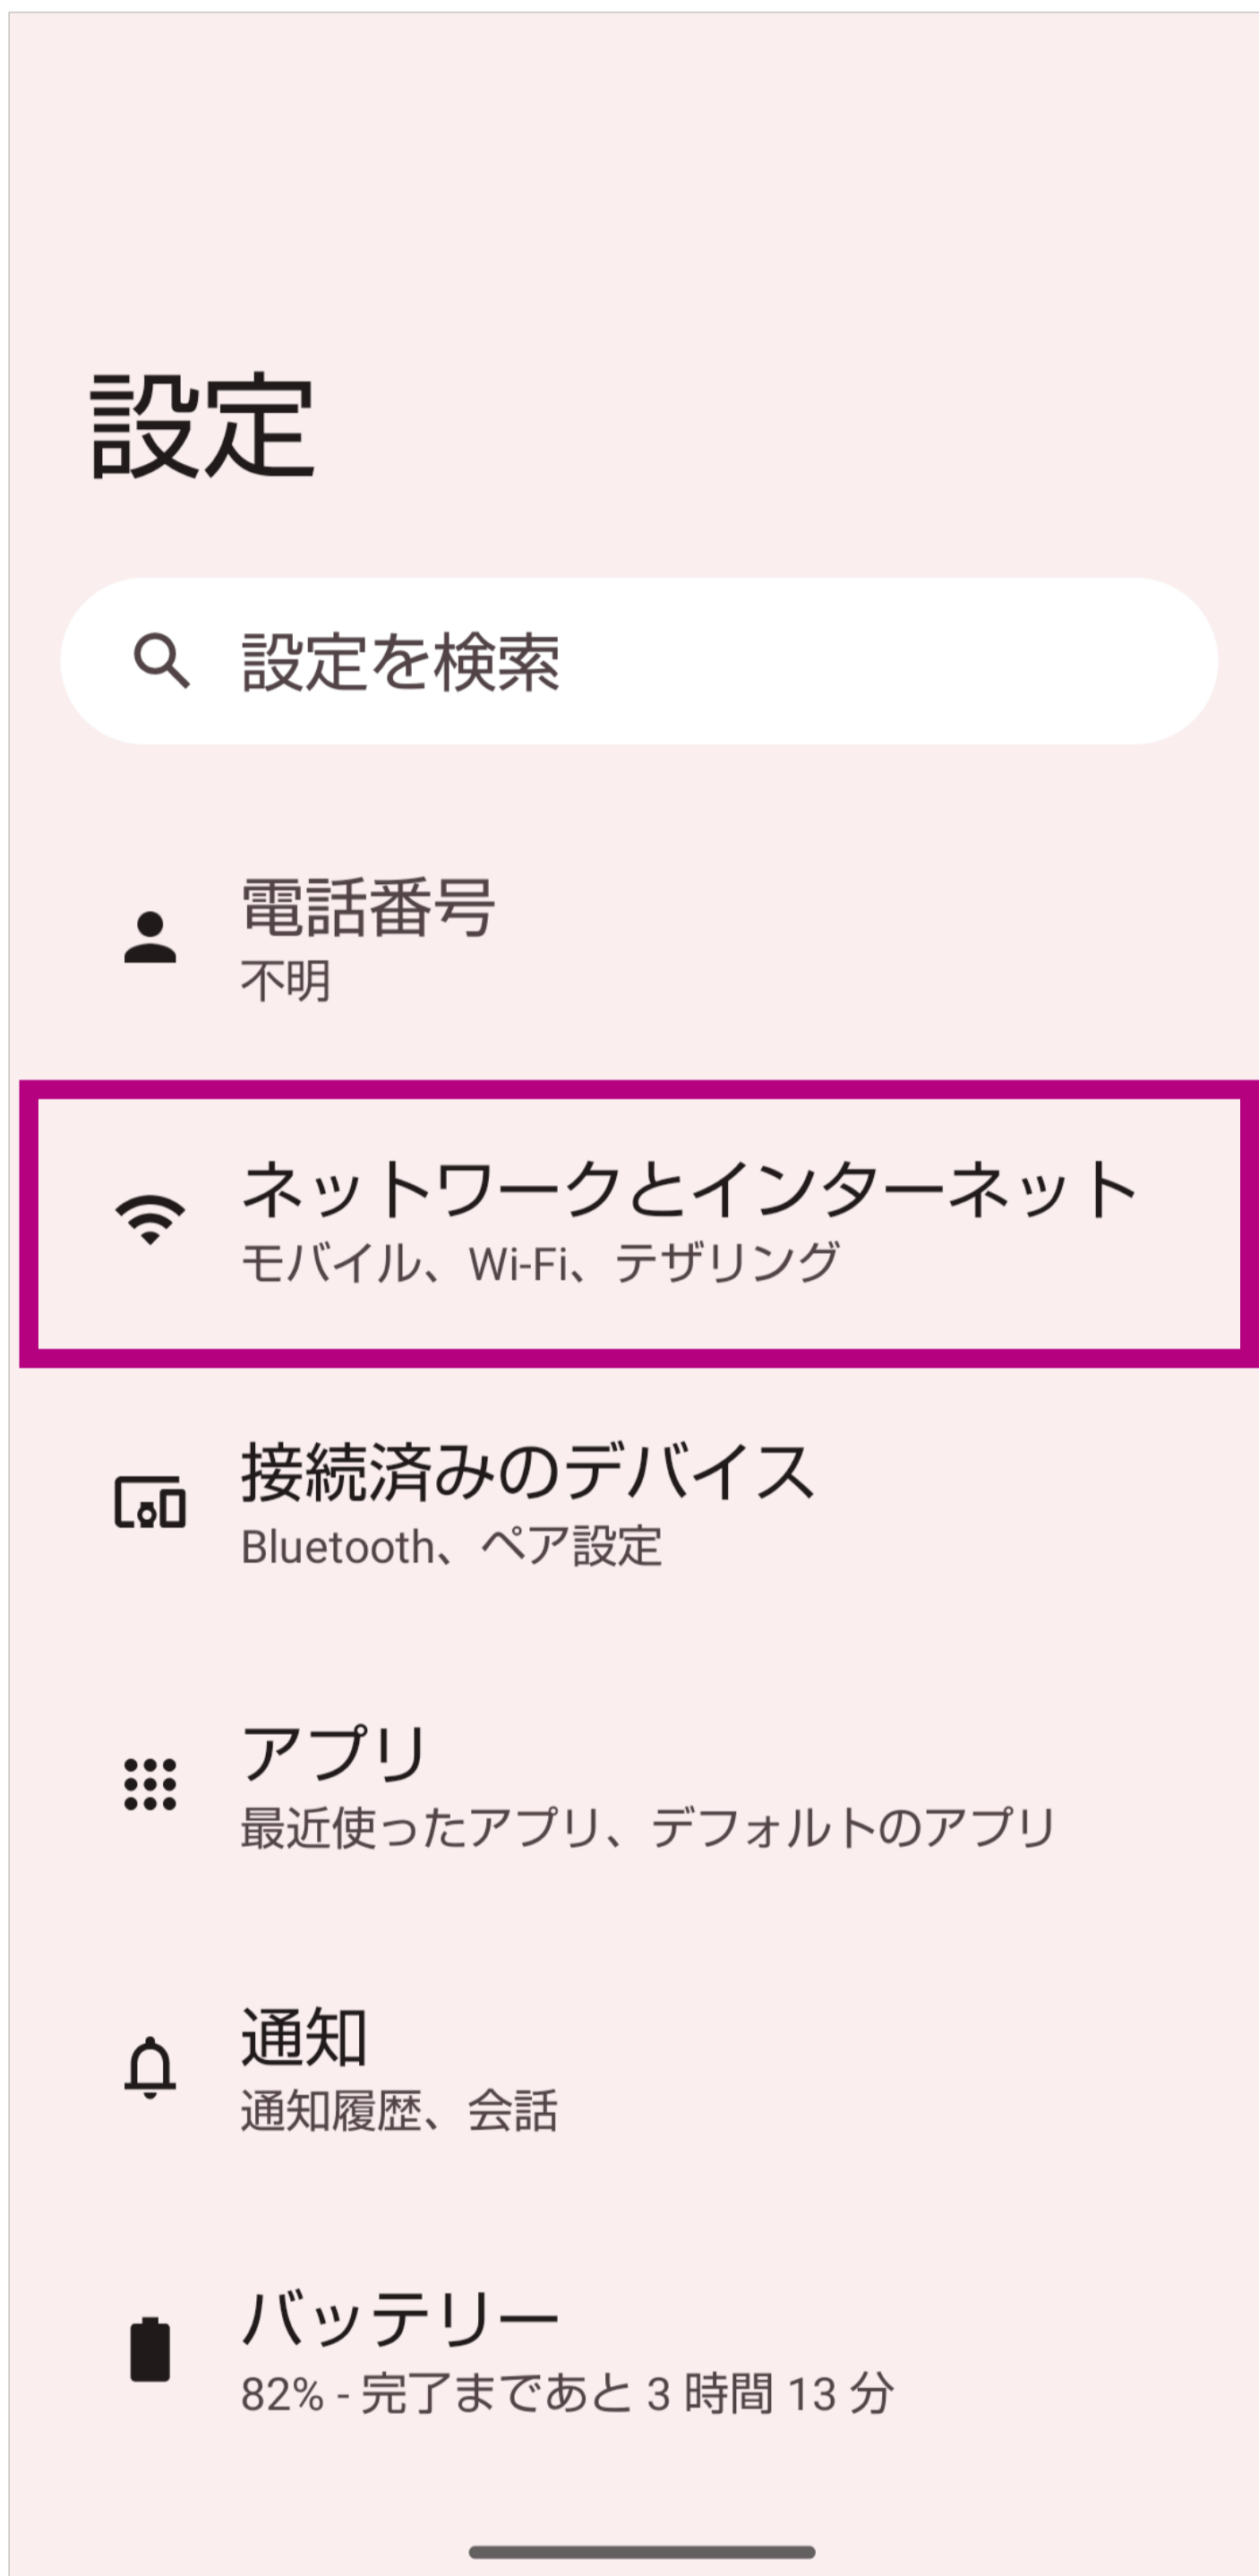 設定
設定を検索
電話番号
不明
ネットワークとインターネット
モバイル、Wi-Fi、テザリング
接続済みのデバイス
Bluetooth、ペア設定
アプリ
最近使ったアプリ、デフォルトのアプリ
通知
通知履歴、会話
バッテリー
82% - 完了まであと 3 時間 13 分